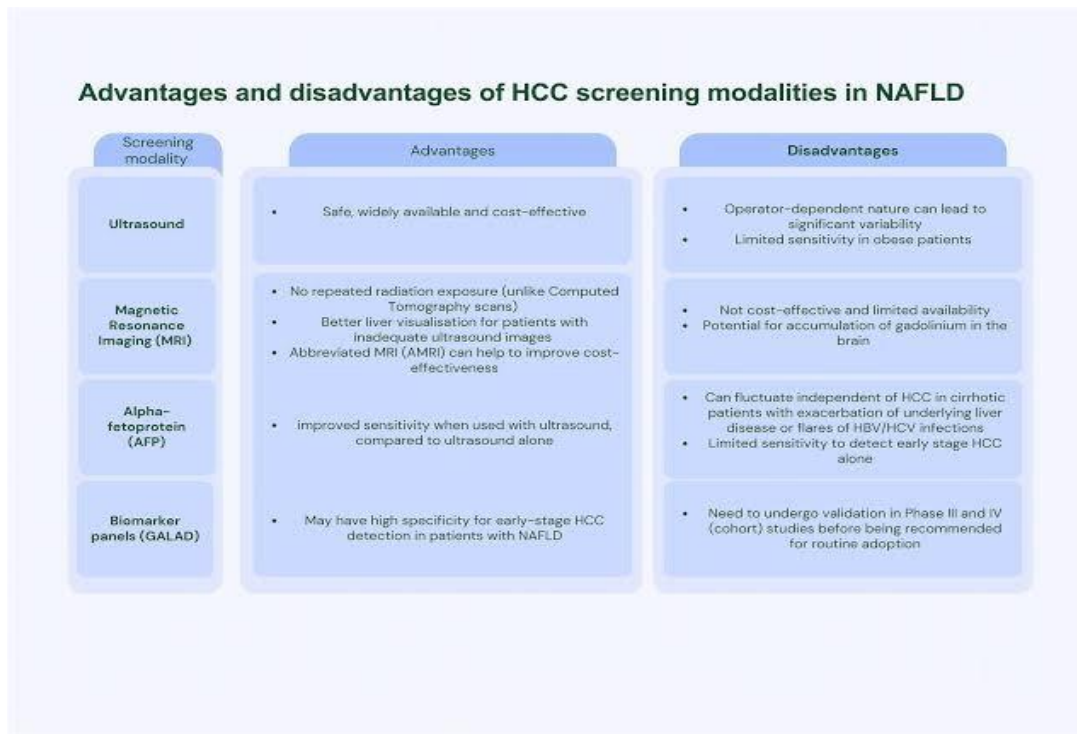 Advantages and disadvantages of HCC screening modalities in NAFLD
Screening
modality
Advantages
Disadvantages
Ultrasound
• Safe, widely available and cost-effective
• Operator-dependent nature can lead to
significant variability
• Limited sensitivity in obese patients
Magnetic
Resonance
Imaging (MRI)
• No repeated radiation exposure (unlike Computed
Tomography scans)
• Better liver visualisation for patients with
inadequate ultrasound images
• Abbreviated MRI (AMRI) can help to improve cost-
effectiveness
• Not cost-effective and limited availability
• Potential for accumulation of gadolinium in the
brain
Alpha-
fetoprotein
(AFP)
• improved sensitivity when used with ultrasound,
compared to ultrasound alone
• Can fluctuate independent of HCC in cirrhotic
patients with exacerbation of underlying liver
disease or flares of HBV/HCV infections
• Limited sensitivity to detect early stage HCC
alone
Biomarker
panels (GALAD)
• May have high specificity for early-stage HCC
detection in patients with NAFLD
• Need to undergo validation in Phase III and IV
(cohort) studies before being recommended
for routine adoption